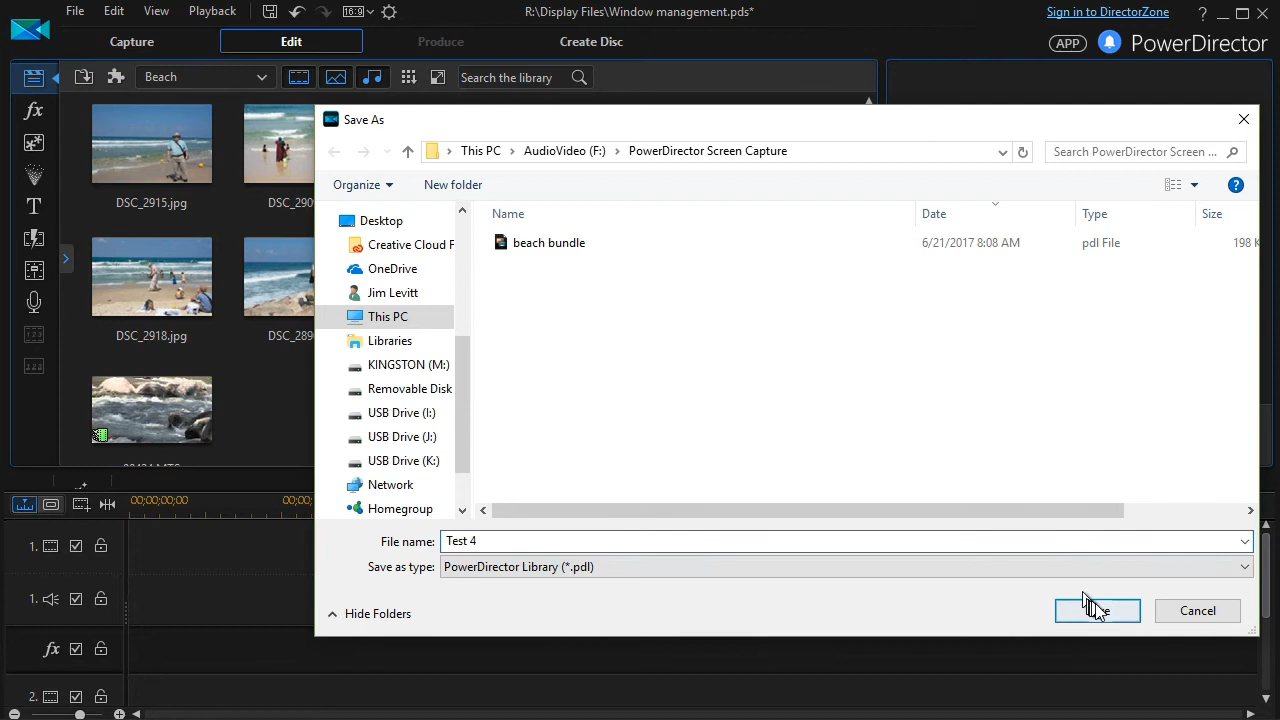 File Edit View Playback 16:9 R:\Display Files\Window management.pds* Sign in to DirectorZone ?
Capture Edit Produce Create Disc APP PowerDirector
Beach Search the library
fx
T
DSC_2915.jpg
DSC_2918.jpg
Save As
This PC AudioVideo (F:) PowerDirector Screen Capture Search PowerDirector Screen ...
Organize New folder ?
Name Date Type Size
beach bundle 6/21/2017 8:08 AM pdl File 198 K
Desktop
Creative Cloud F
OneDrive
Jim Levitt
This PC
Libraries
KINGSTON (M:)
Removable Disk
USB Drive (I:)
USB Drive (J:)
USB Drive (K:)
Network
Homegroup
File name: Test 4
Save as type: PowerDirector Library (*.pdl)
Hide Folders Cancel
00;00;00;00 00;00;
1.
1.
fx
2.